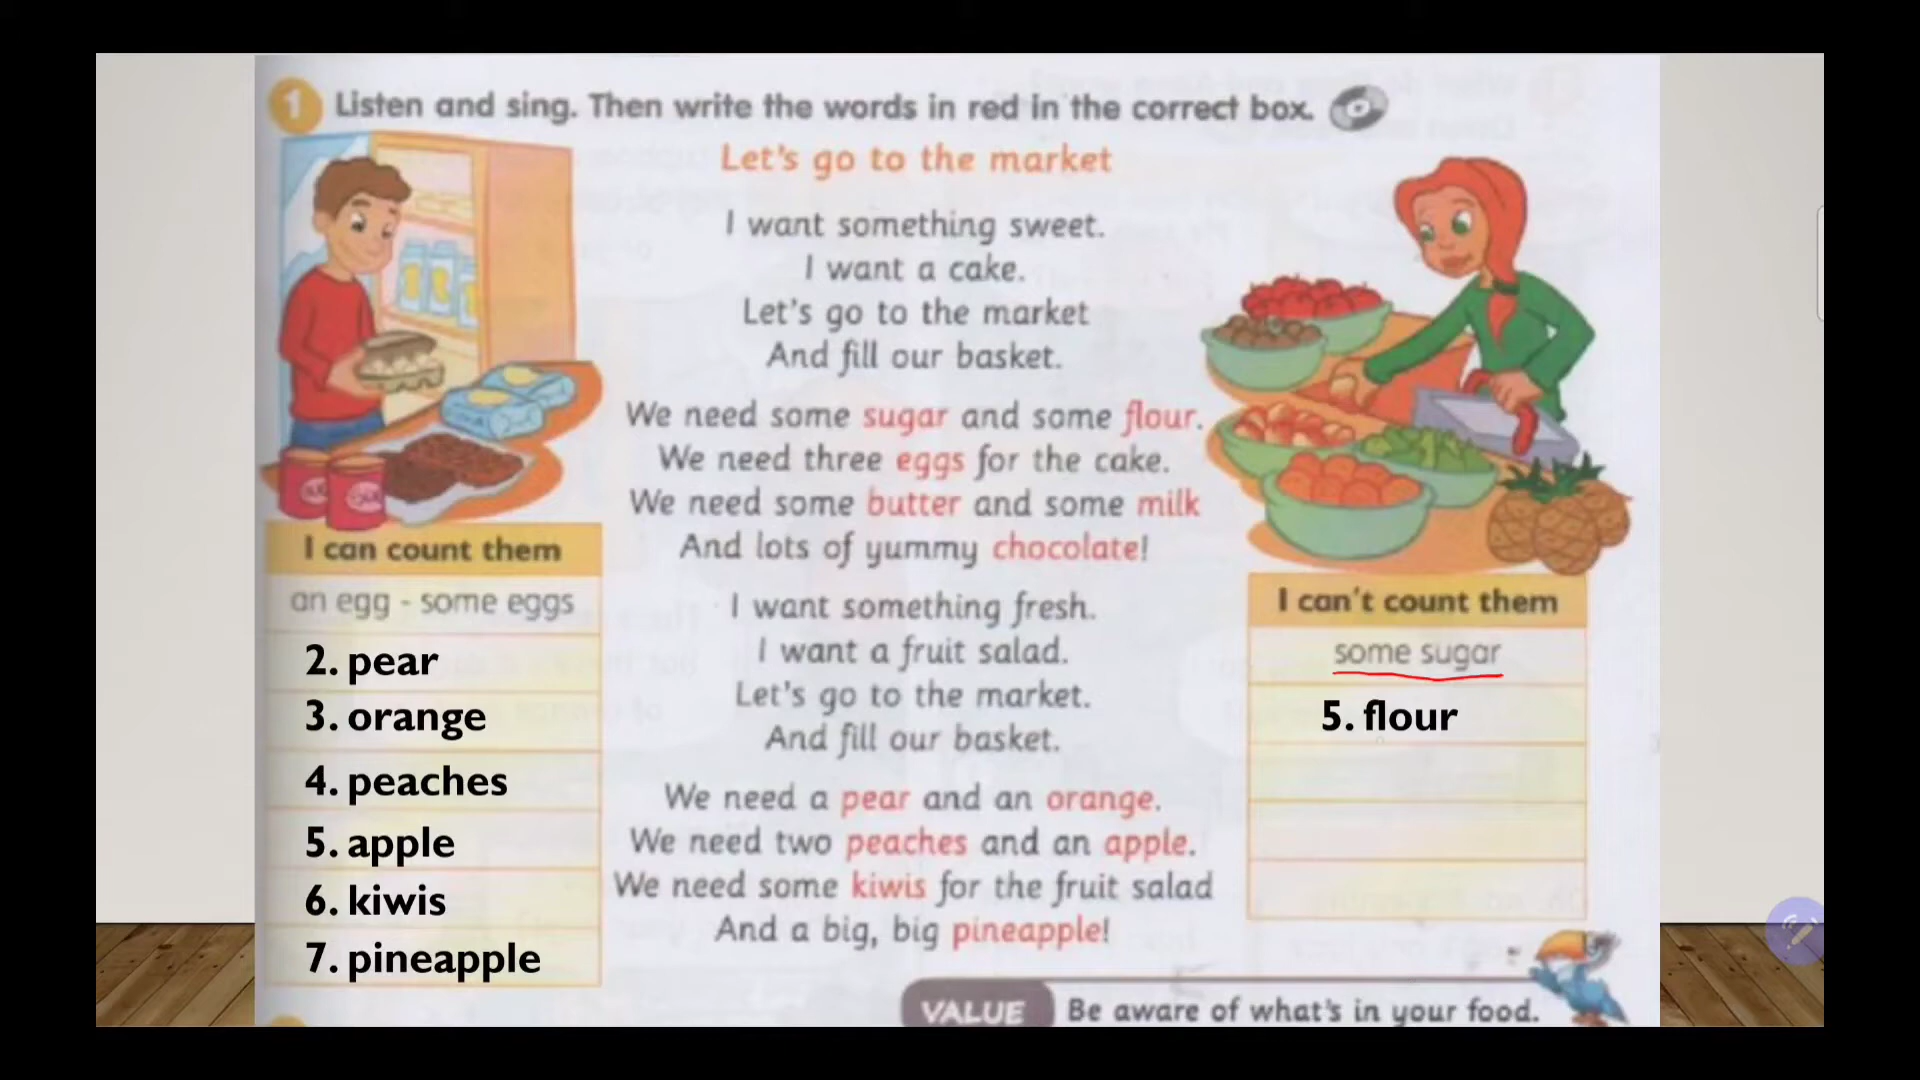 1 Listen and sing. Then write the words in red in the correct box.
Let's go to the market
I want something sweet.
I want a cake.
Let's go to the market
And fill our basket.
We need some sugar and some flour.
We need three eggs for the cake.
We need some butter and some milk
And lots of yummy chocolate!
I want something fresh.
I want a fruit salad.
Let's go to the market.
And fill our basket.
We need a pear and an orange.
We need two peaches and an apple.
We need some kiwis for the fruit salad
And a big, big pineapple!
I can count them
an egg - some eggs
2. pear
3. orange
4. peaches
5. apple
6. kiwis
7. pineapple
I can't count them
some sugar
5. flour
VALUE Be aware of what's in your food.